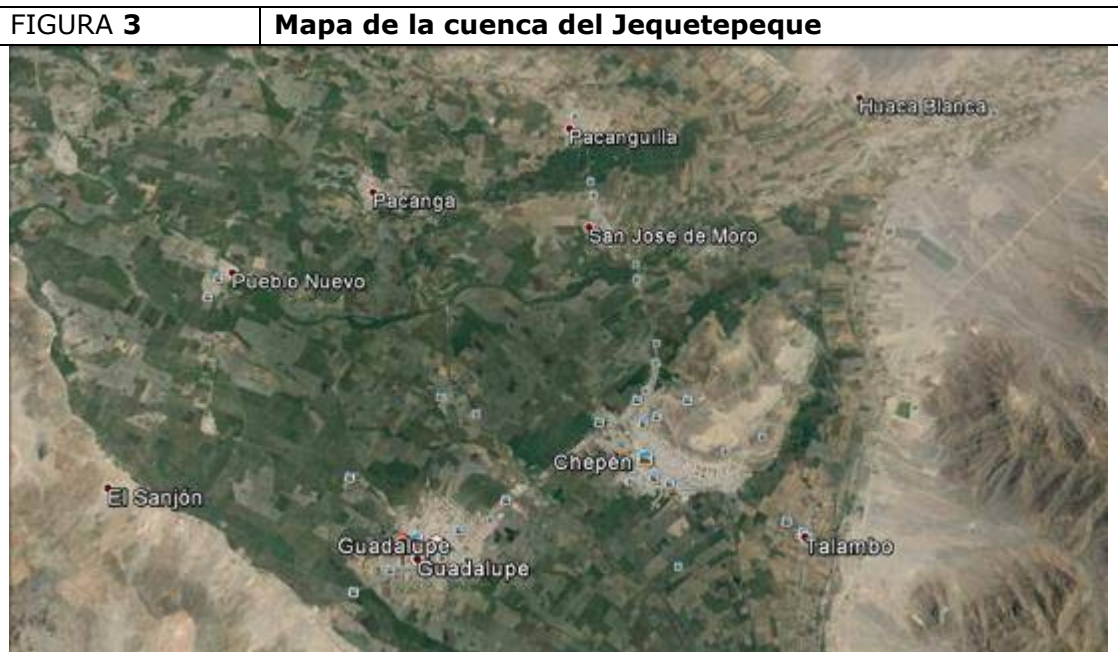 FIGURA 3 Mapa de la cuenca del Jequetepeque
Huaca Blanca
Pacanguilla
Pacanga
San Jose de Moro
Pueblo Nuevo
Chepén
El Sanjón
Guadalupe
Talambo
Guadalupe